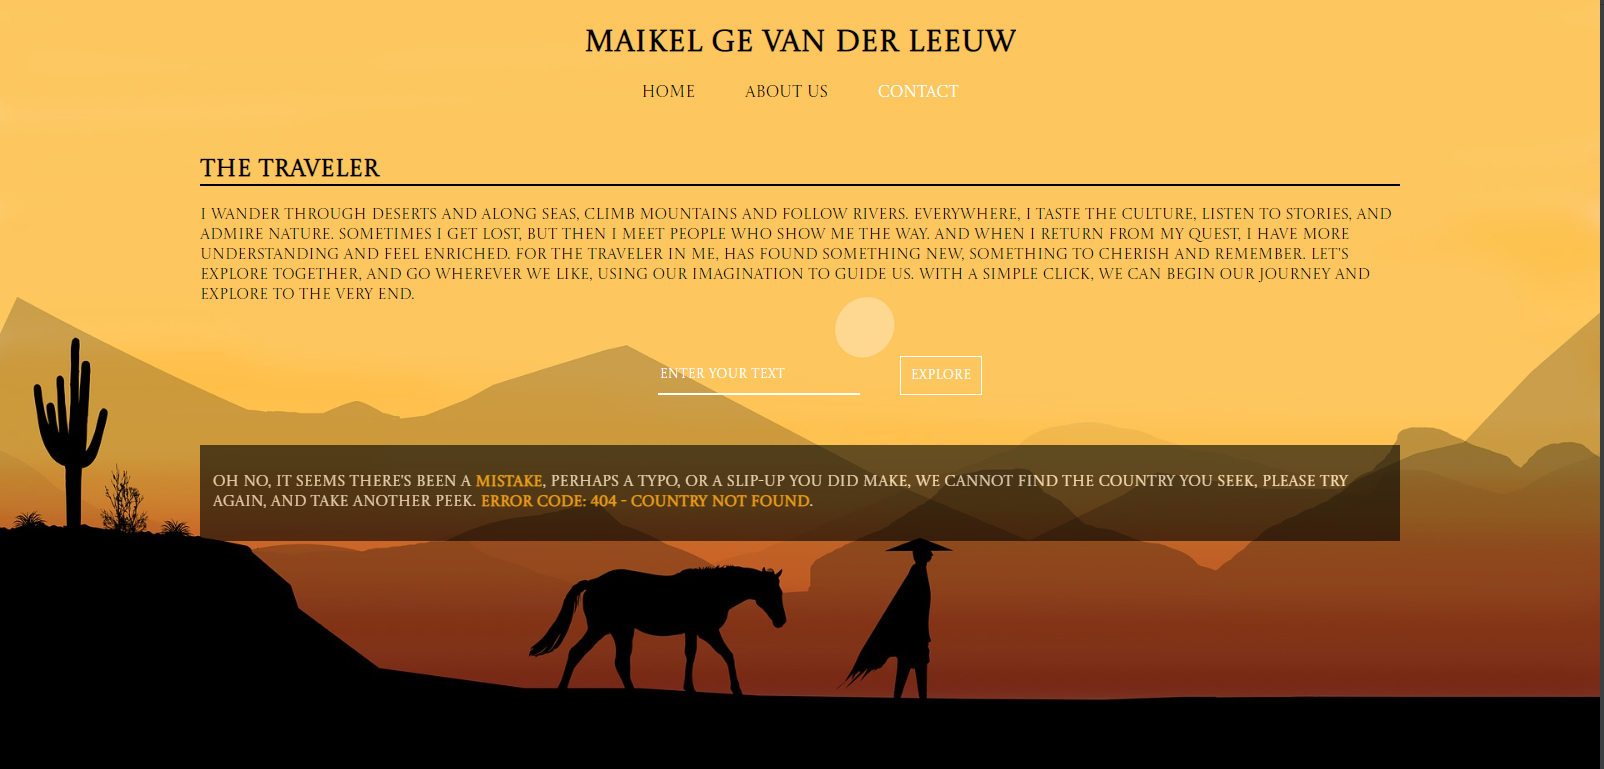 MAIKEL GE VAN DER LEEUW
HOME ABOUT US CONTACT
THE TRAVELER
I WANDER THROUGH DESERTS AND ALONG SEAS, CLIMB MOUNTAINS AND FOLLOW RIVERS. EVERYWHERE, I TASTE THE CULTURE, LISTEN TO STORIES, AND
ADMIRE NATURE. SOMETIMES I GET LOST, BUT THEN I MEET PEOPLE WHO SHOW ME THE WAY. AND WHEN I RETURN FROM MY QUEST, I HAVE MORE
UNDERSTANDING AND FEEL ENRICHED. FOR THE TRAVELER IN ME, HAS FOUND SOMETHING NEW, SOMETHING TO CHERISH AND REMEMBER. LET'S
EXPLORE TOGETHER, AND GO WHEREVER WE LIKE, USING OUR IMAGINATION TO GUIDE US. WITH A SIMPLE CLICK, WE CAN BEGIN OUR JOURNEY AND
EXPLORE TO THE VERY END.
ENTER YOUR TEXT EXPLORE
OH NO, IT SEEMS THERE'S BEEN A MISTAKE, PERHAPS A TYPO, OR A SLIP-UP YOU DID MAKE, WE CANNOT FIND THE COUNTRY YOU SEEK, PLEASE TRY
AGAIN, AND TAKE ANOTHER PEEK. ERROR CODE: 404 - COUNTRY NOT FOUND.